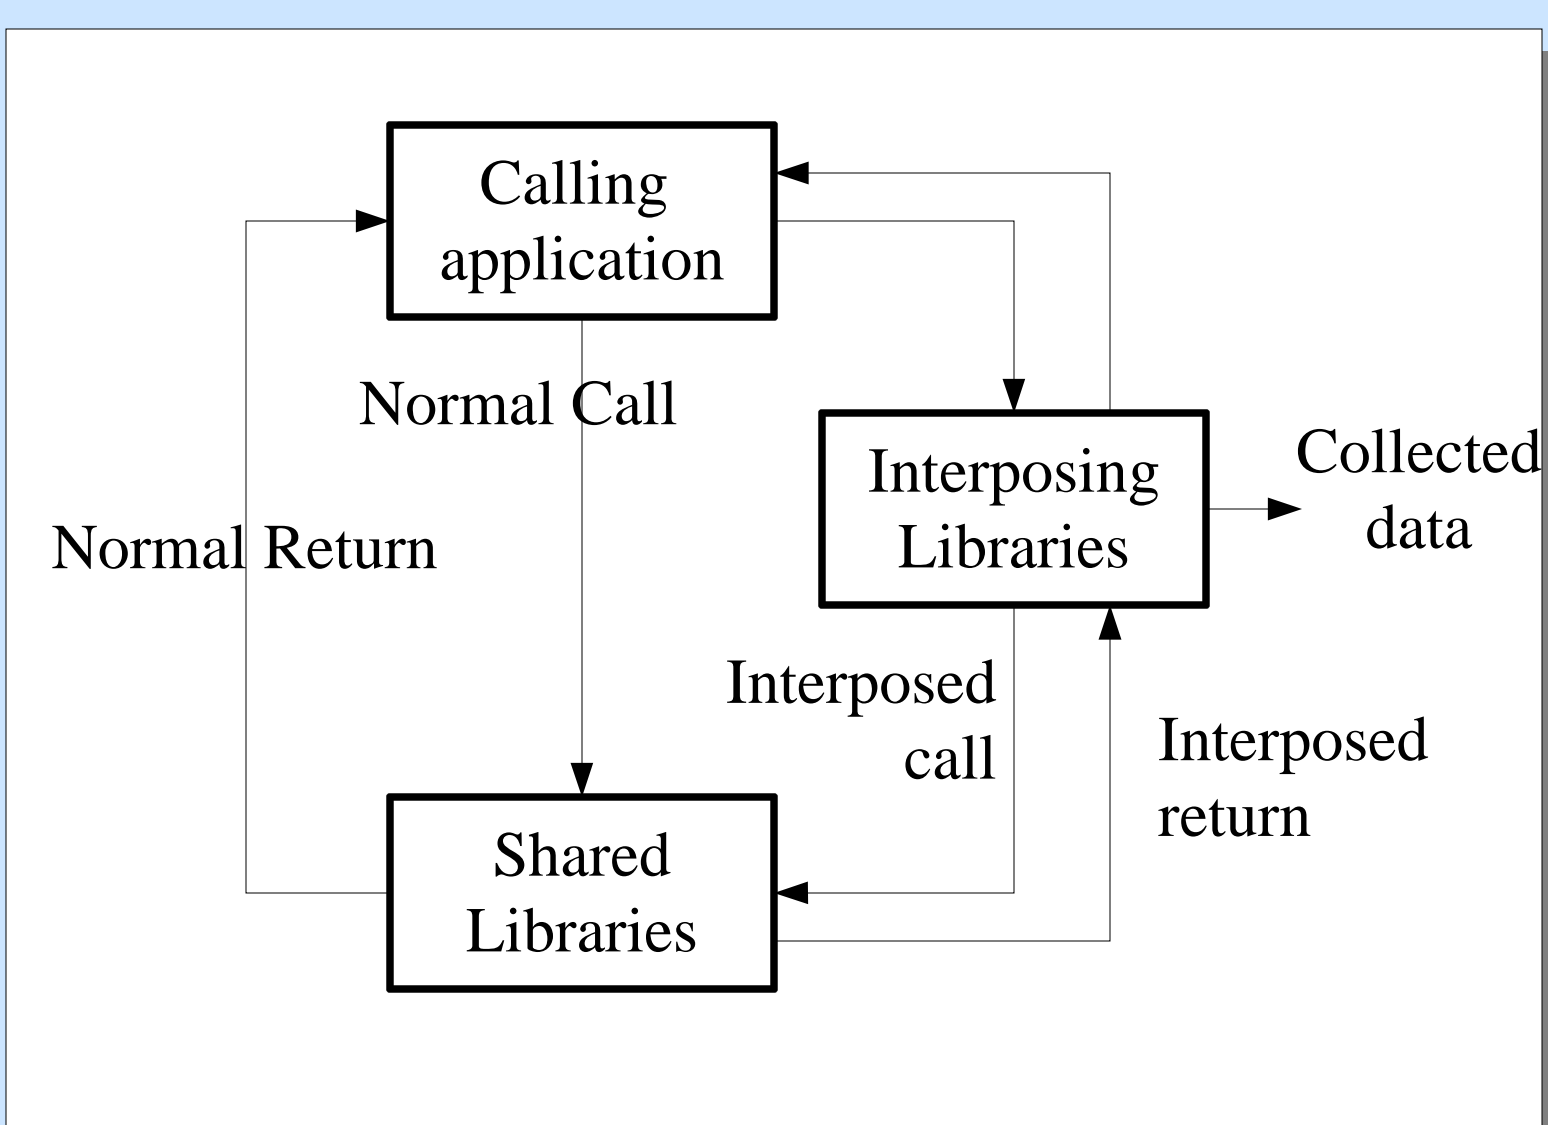 Calling
application
Normal Call
Interposing
Libraries
Collected
data
Normal Return
Interposed
call
Interposed
return
Shared
Libraries